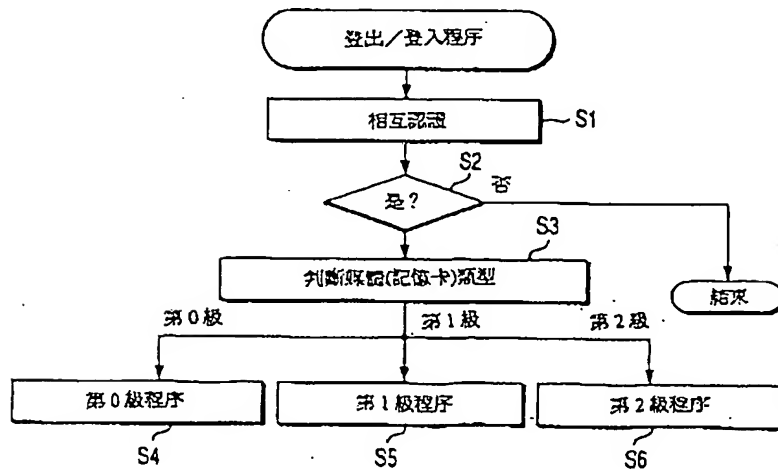 登出／登入程序
相互認證
S1
S2
是?
否
S3
判斷媒體(記憶卡)類型
結束
第0級
第1級
第2級
第0級程序
第1級程序
第2級程序
S4
S5
S6